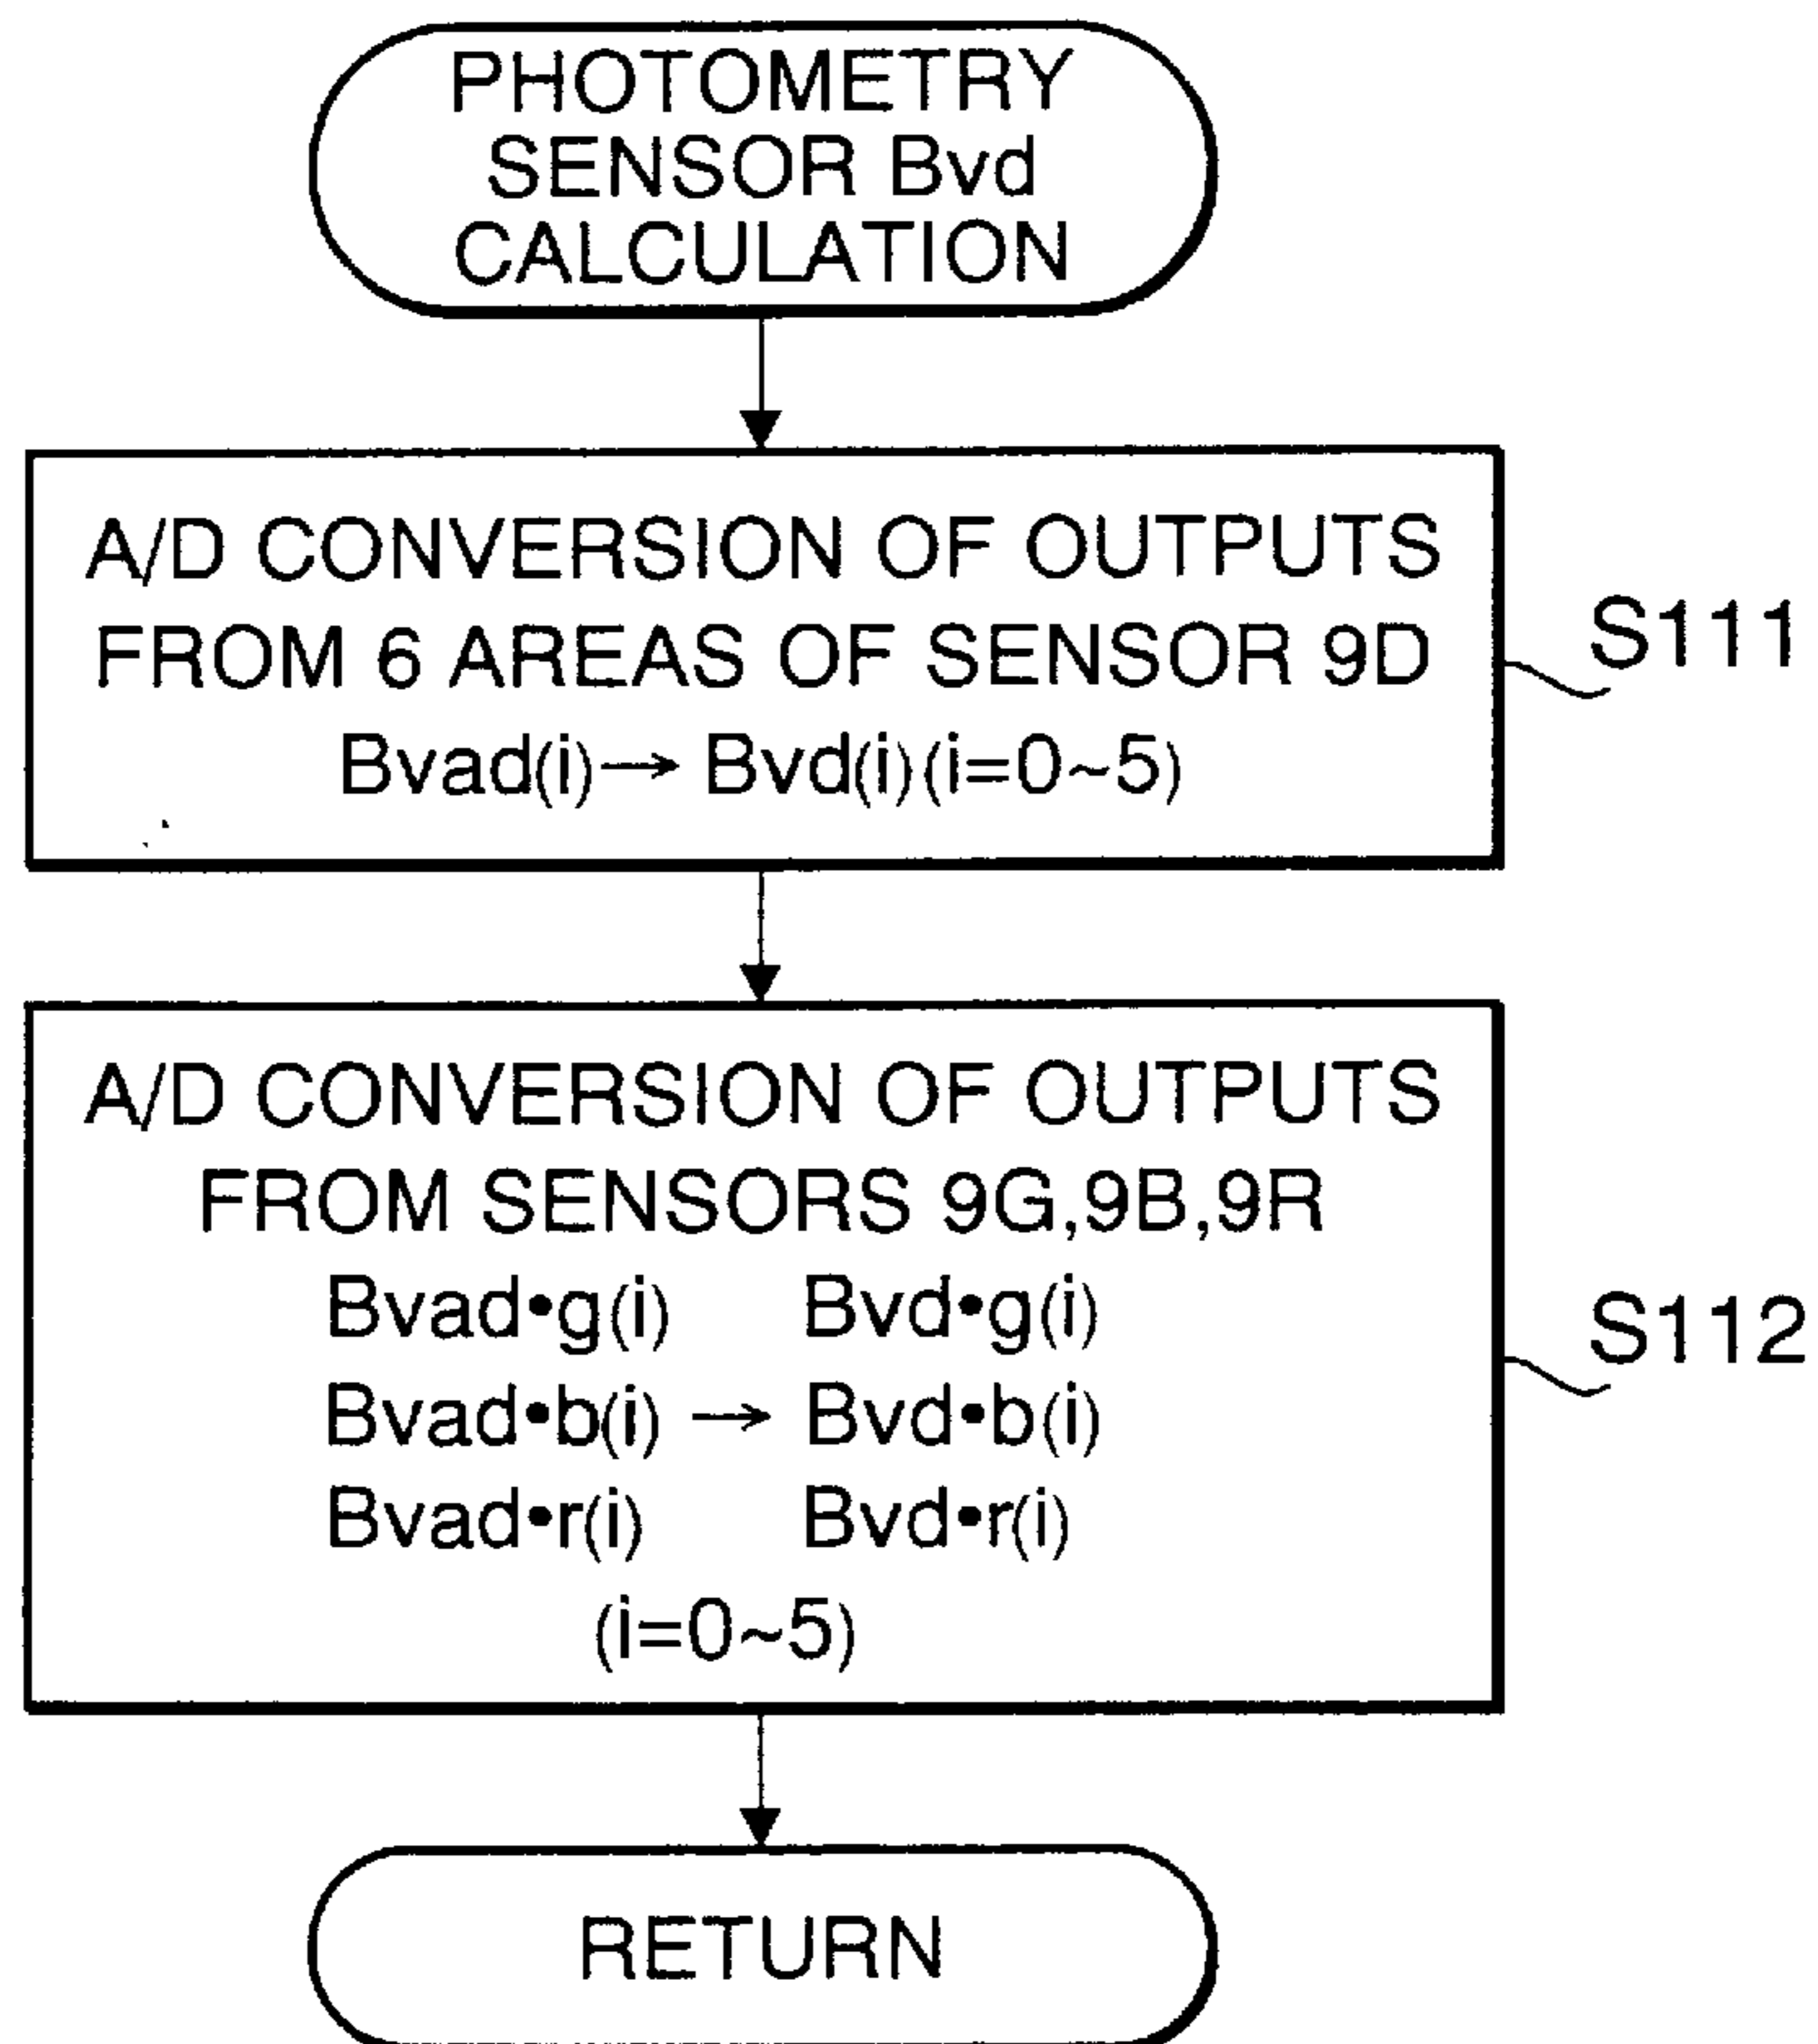 PHOTOMETRY
SENSOR Bvd
CALCULATION
A/D CONVERSION OF OUTPUTS
FROM 6 AREAS OF SENSOR 9D
Bvad(i)→ Bvd(i)(i=0~5)
S111
A/D CONVERSION OF OUTPUTS
FROM SENSORS 9G,9B,9R
Bvad•g(i) Bvd•g(i)
Bvad•b(i) → Bvd•b(i)
Bvad•r(i) Bvd•r(i)
(i=0~5)
S112
RETURN